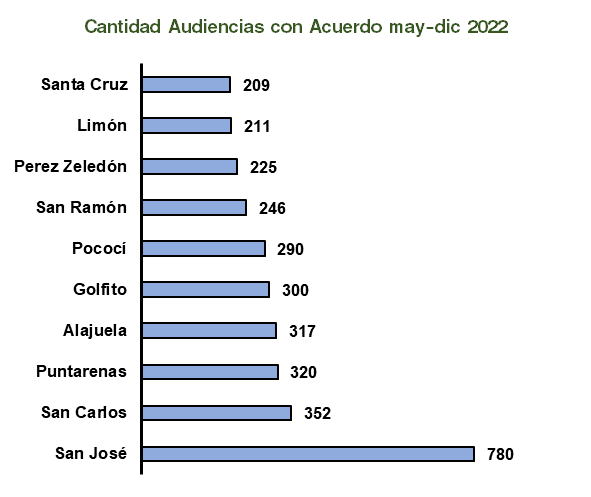 Cantidad Audiencias con Acuerdo may-dic 2022
Santa Cruz 209
Limón 211
Perez Zeledón 225
San Ramón 246
Pococí 290
Golfito 300
Alajuela 317
Puntarenas 320
San Carlos 352
San José 780